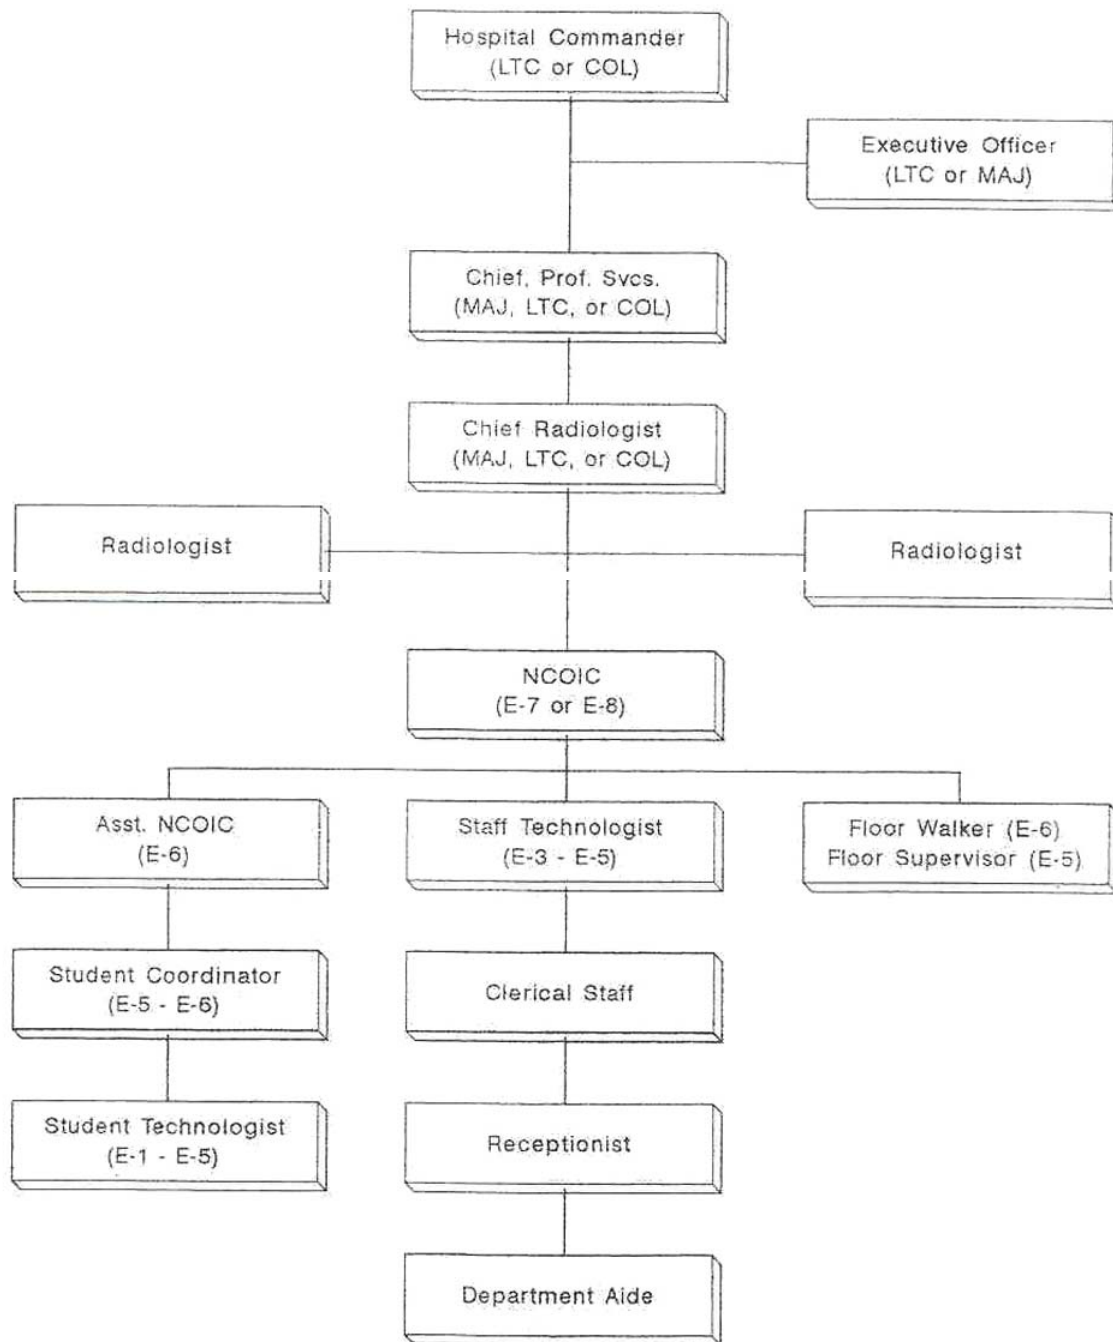 Hospital Commander
(LTC or COL)
Executive Officer
(LTC or MAJ)
Chief, Prof. Svcs.
(MAJ, LTC, or COL)
Chief Radiologist
(MAJ, LTC, or COL)
Radiologist
Radiologist
NCOIC
(E-7 or E-8)
Asst. NCOIC
(E-6)
Staff Technologist
(E-3 - E-5)
Floor Walker (E-6)
Floor Supervisor (E-5)
Student Coordinator
(E-5 - E-6)
Clerical Staff
Student Technologist
(E-1 - E-5)
Receptionist
Department Aide